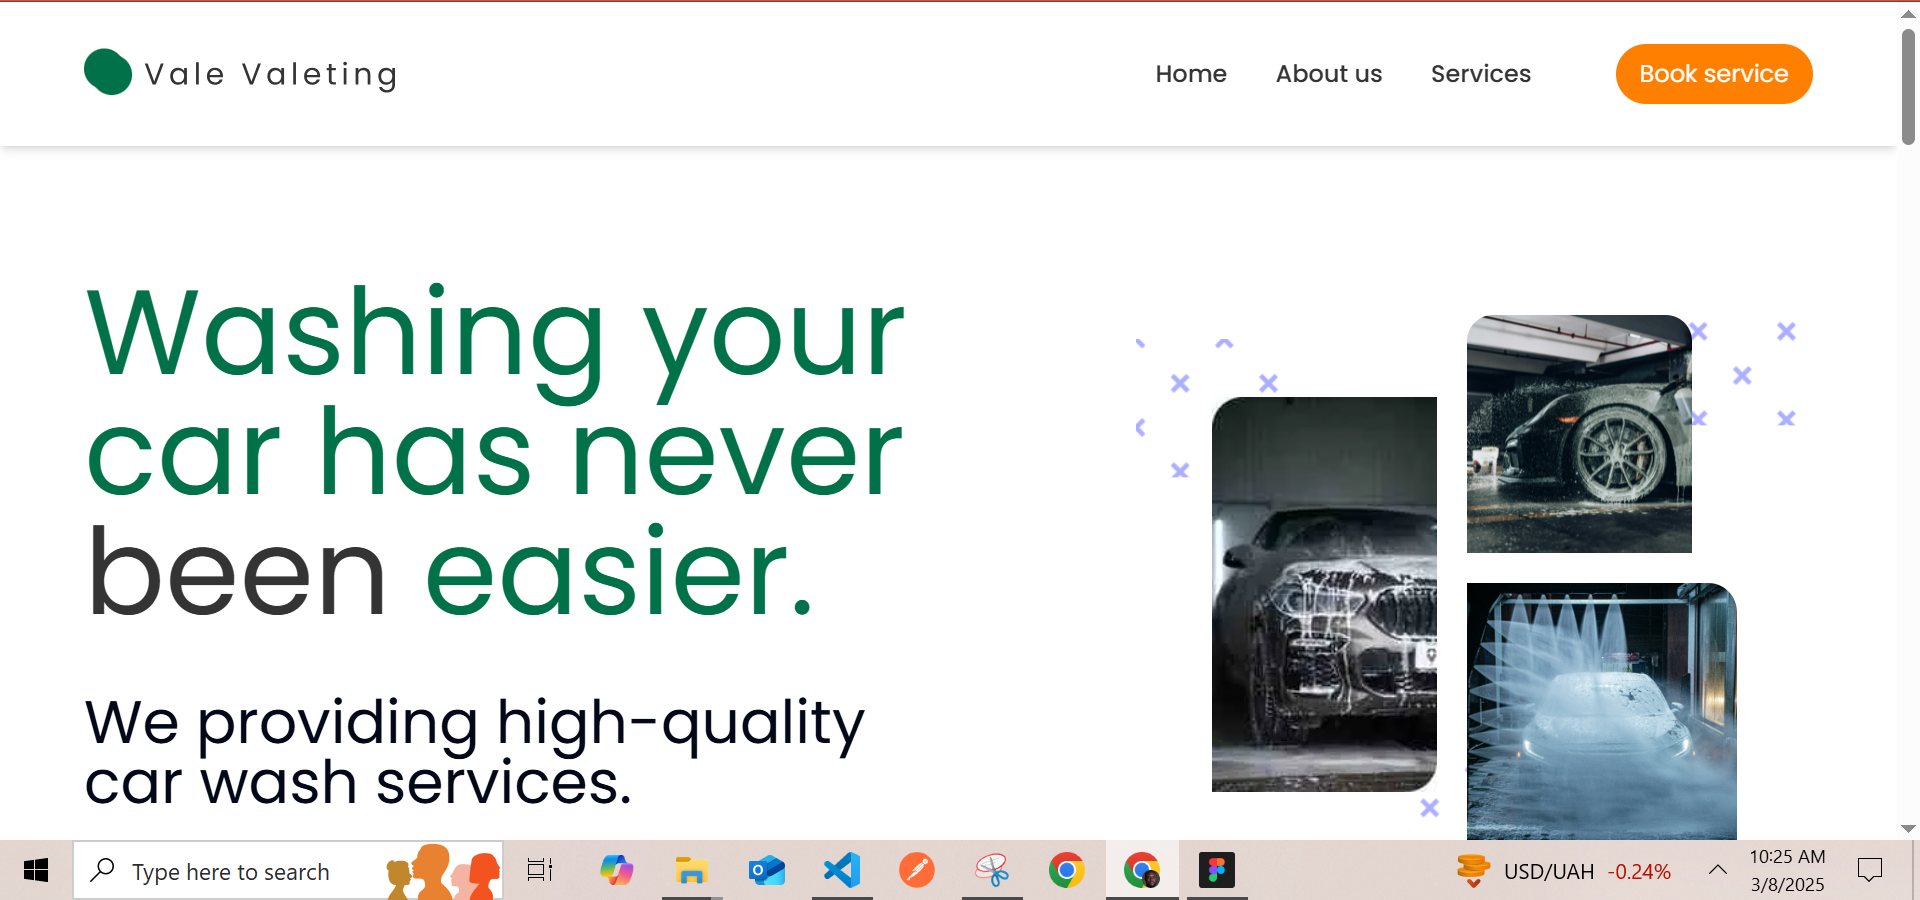 Vale Valeting
Home
About us
Services
Book service
Washing your
car has never
been easier.
We providing high-quality
car wash services.
Type here to search
USD/UAH -0.24%
10:25 AM
3/8/2025